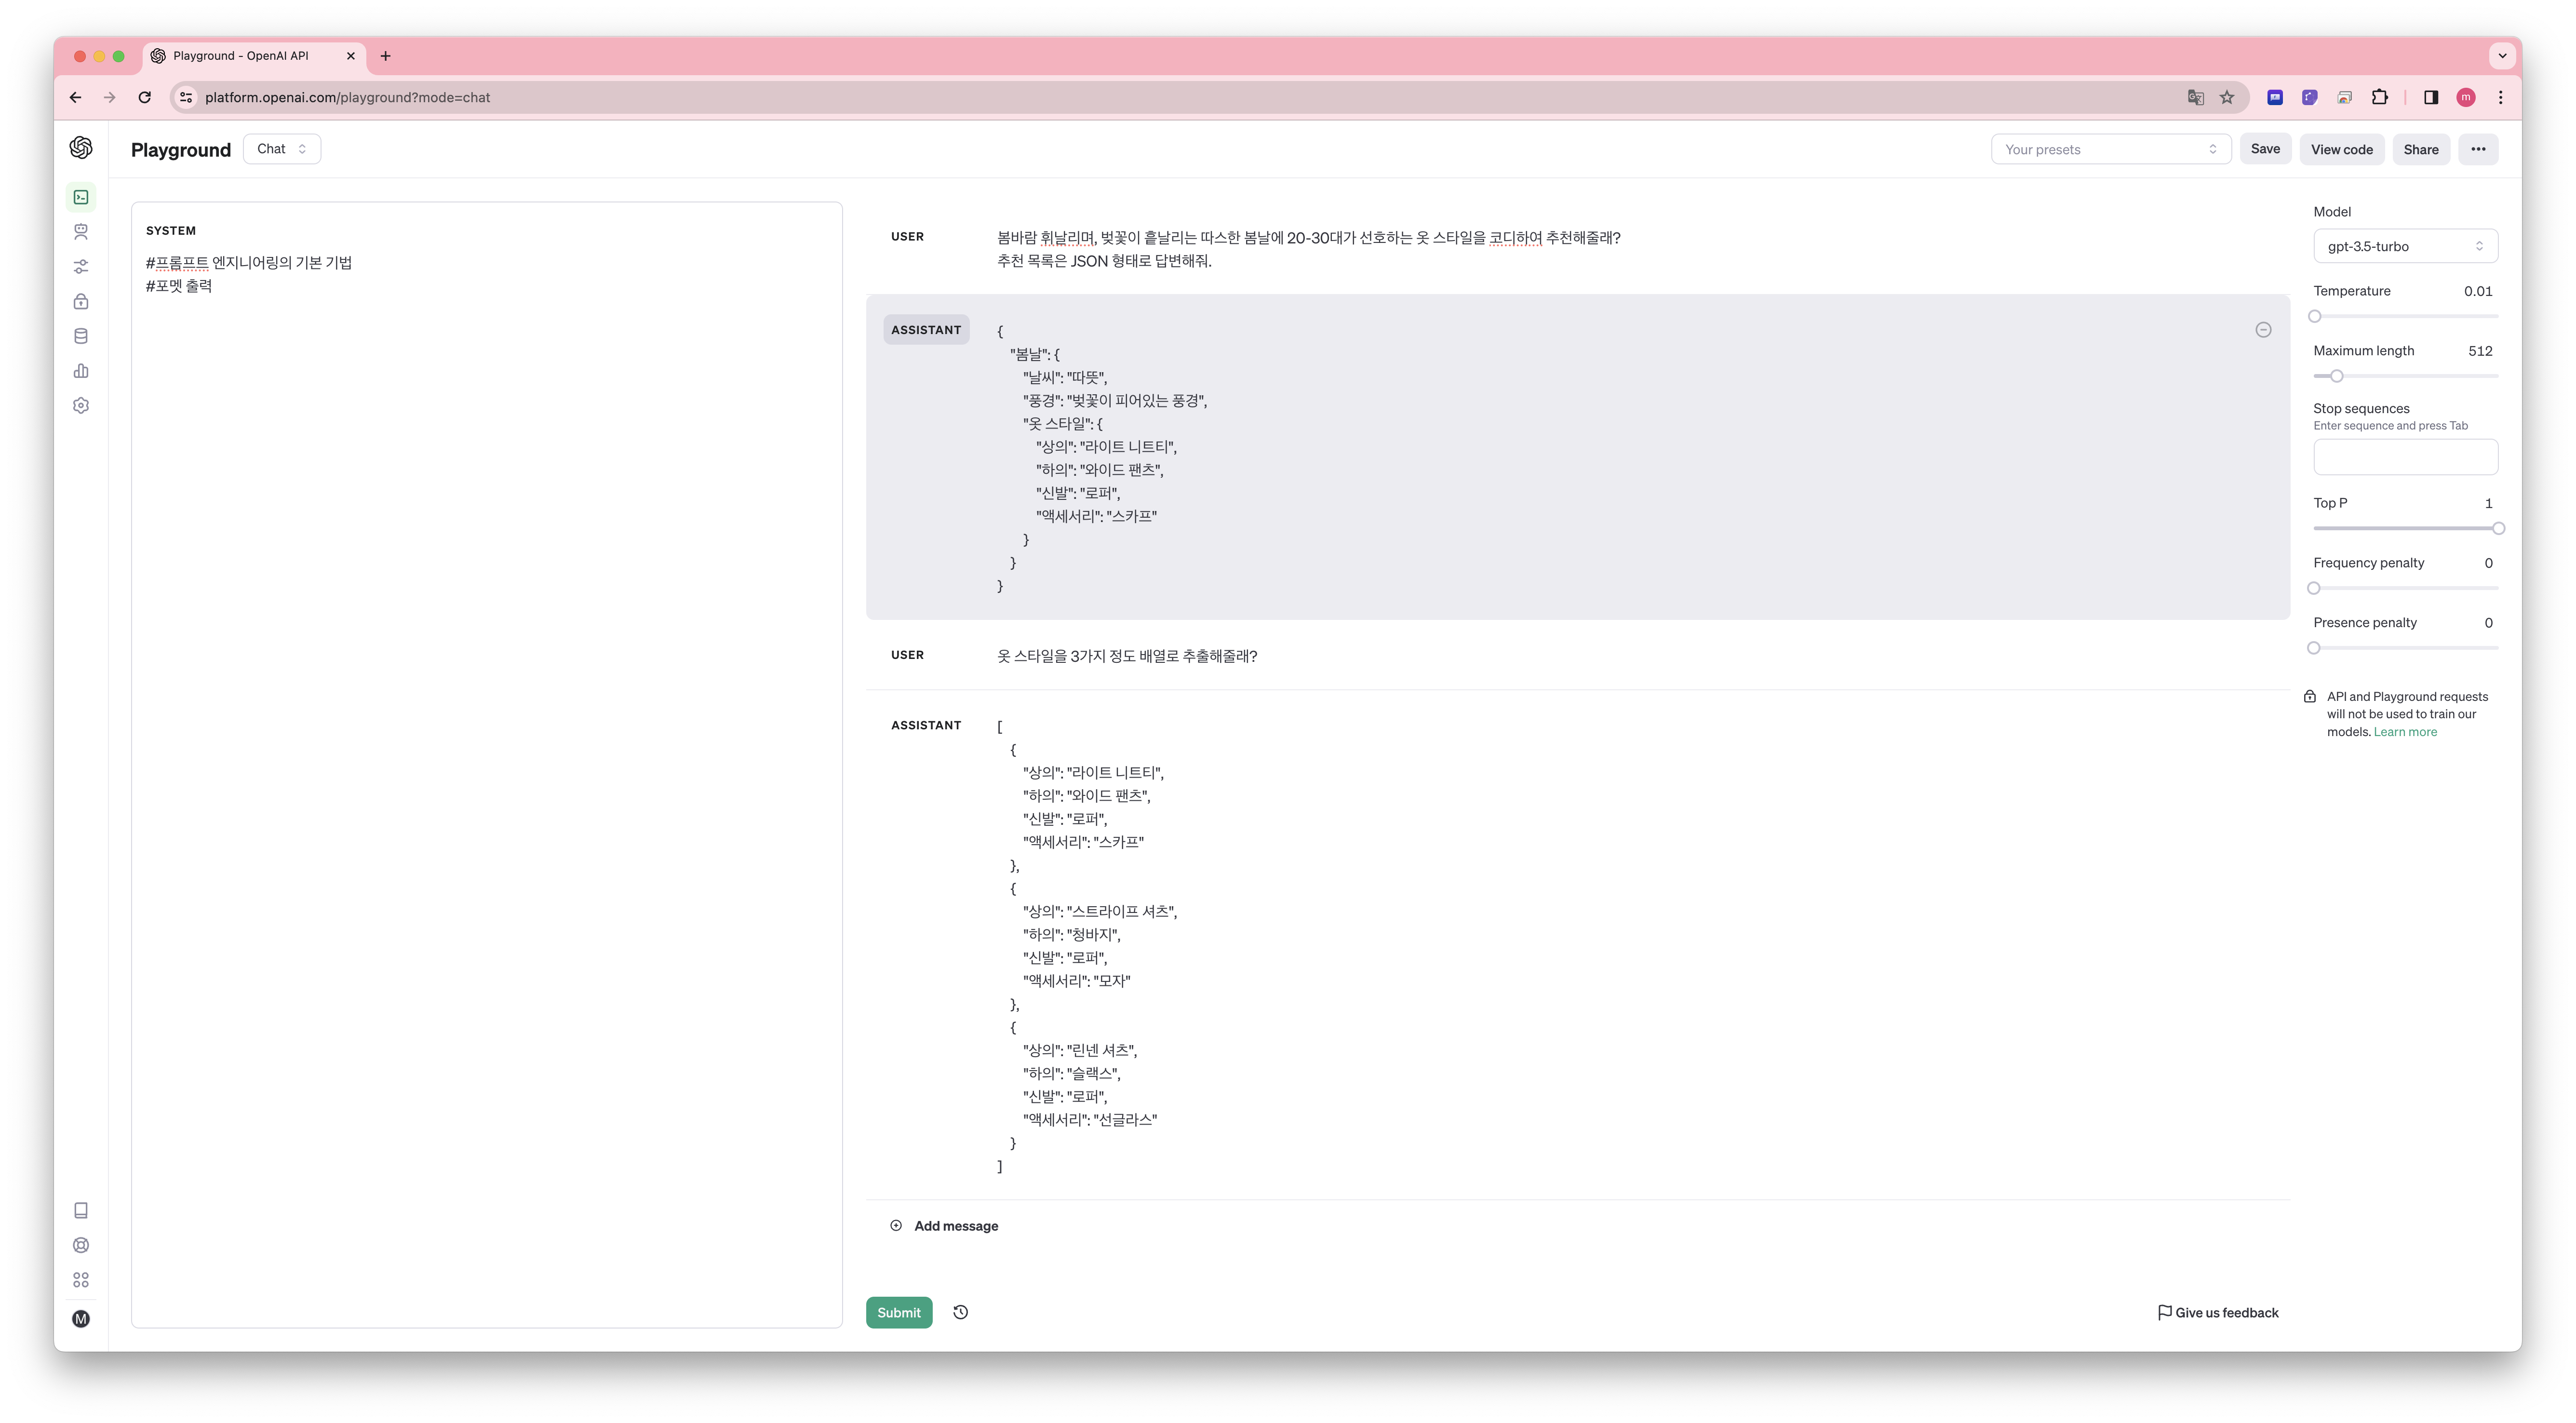 Playground - OpenAI API
platform.openai.com/playground?mode=chat
m
Playground
Chat
Your presets
Save
View code
Share
SYSTEM
#프롬프트 엔지니어링의 기본 기법
#포멧 출력
USER
봄바람 휘날리며, 벚꽃이 흩날리는 따스한 봄날에 20-30대가 선호하는 옷 스타일을 코디하여 추천해줄래?
추천 목록은 JSON 형태로 답변해줘.
ASSISTANT
{
"봄날": {
"날씨": "따뜻",
"풍경": "벚꽃이 피어있는 풍경",
"옷 스타일": {
"상의": "라이트 니트티",
"하의": "와이드 팬츠",
"신발": "로퍼",
"액세서리": "스카프"
}
}
}
USER
옷 스타일을 3가지 정도 배열로 추출해줄래?
ASSISTANT
[
{
"상의": "라이트 니트티",
"하의": "와이드 팬츠",
"신발": "로퍼",
"액세서리": "스카프"
},
{
"상의": "스트라이프 셔츠",
"하의": "청바지",
"신발": "로퍼",
"액세서리": "모자"
},
{
"상의": "린넨 셔츠",
"하의": "슬랙스",
"신발": "로퍼",
"액세서리": "선글라스"
}
]
Add message
Submit
Give us feedback
Model
gpt-3.5-turbo
Temperature 0.01
Maximum length 512
Stop sequences
Enter sequence and press Tab
Top P 1
Frequency penalty 0
Presence penalty 0
API and Playground requests
will not be used to train our
models. Learn more
M